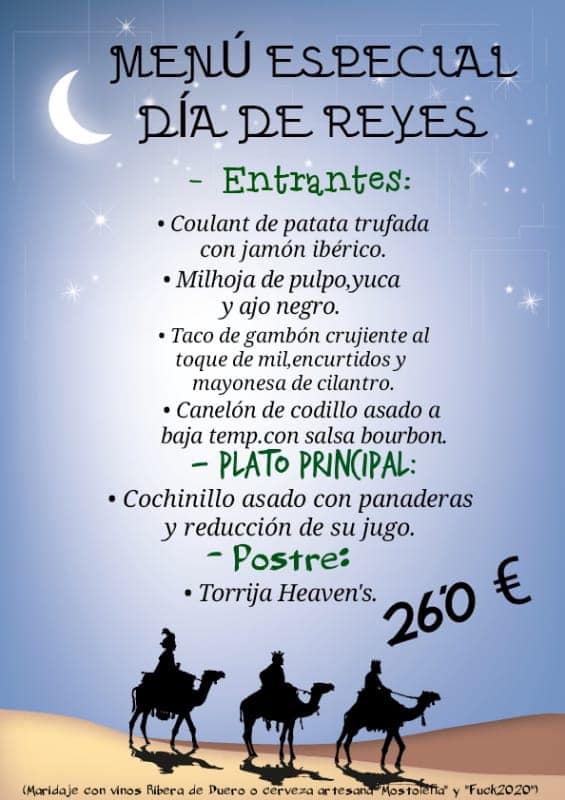 MENÚ ESPECIAL
DÍA DE REYES
- Entrantes:
• Coulant de patata trufada
con jamón ibérico.
• Milhoja de pulpo,yuca
y ajo negro.
• Taco de gambón crujiente al
toque de mil,encurtidos y
mayonesa de cilantro.
• Canelón de codillo asado a
baja temp.con salsa bourbon.
- PLATO PRINCIPAL:
• Cochinillo asado con panaderas
y reducción de su jugo.
- Postre:
• Torrija Heaven's.
26'0 €
(Maridaje con vinos Ribera de Duero o cerveza artesana"Mostoleña" y "Fuck2020")